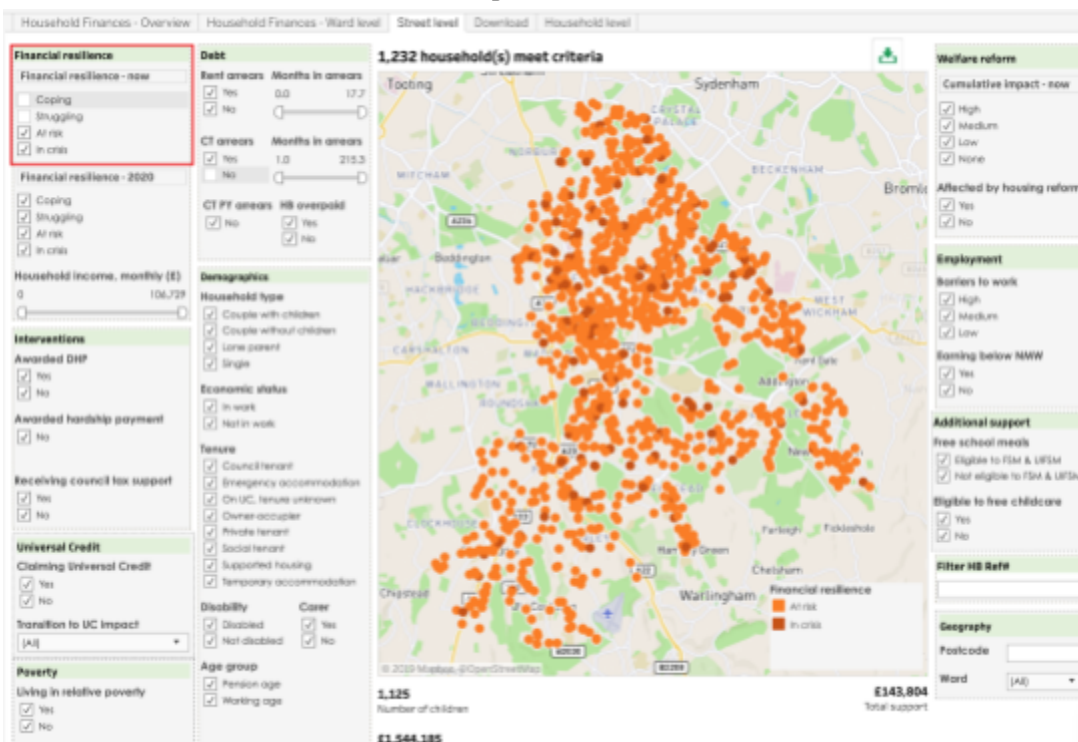 Household Finances - Overview
Household Finances - Ward level
Street level
Download
Household level
Financial resilience
Financial resilience - now
Coping
Struggling
At risk
In crisis
Financial resilience - 2020
Coping
Struggling
At risk
In crisis
Household income, monthly (£)
0 106,729
Interventions
Awarded DHP
Yes
No
Awarded hardship payment
No
Receiving council tax support
Yes
No
Universal Credit
Claiming Universal Credit
Yes
No
Transition to UC impact
(All)
Poverty
Living in relative poverty
Yes
No
Debt
Rent arrears Months in arrears
Yes 0.0 17.7
No
CT arrears Months in arrears
Yes 1.0 215.3
No
CT PY arrears HB overpaid
No Yes
No
Demographics
Household type
Couple with children
Couple without children
Lone parent
Single
Economic status
In work
Not in work
Tenure
Council tenant
Emergency accommodation
On UC, tenure unknown
Owner-occupier
Private tenant
Social tenant
Supported housing
Temporary accommodation
Disability Carer
Disabled Yes
Not disabled No
Age group
Pension age
Working age
1,232 household(s) meet criteria
Tooting
Sydenham
CRYSTAL
PALACE
NORBURY
MITCHAM
BECKENHAM
A236
Beddington
WEST
WICKHAM
CARSHALTON
WALLINGTON
Farleigh
Fickleshole
Chelsham
Warlingham
Chipstead
Financial resilience
At risk
In crisis
© 2019 Mapbox © OpenStreetMap
1,125
Number of children
£143,804
Total support
£1,544,185
Welfare reform
Cumulative impact - now
High
Medium
Low
None
Affected by housing reform
Yes
No
Employment
Barriers to work
High
Medium
Low
Earning below NMW
Yes
No
Additional support
Free school meals
Eligible to FSM & UIFSM
Not eligible to FSM & UIFSM
Eligible to free childcare
Yes
No
Filter HB Ref#
Geography
Postcode
Ward (All)